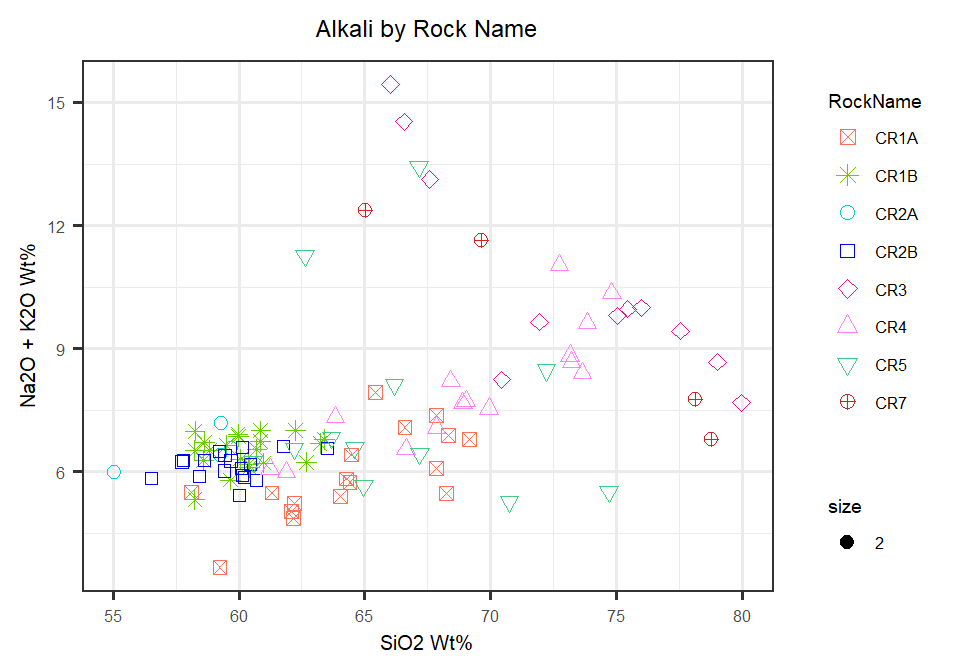 Alkali by Rock Name
Na2O + K2O Wt%
15
12
9
6
55 60 65 70 75 80
SiO2 Wt%
RockName
CR1A
CR1B
CR2A
CR2B
CR3
CR4
CR5
CR7
size
2